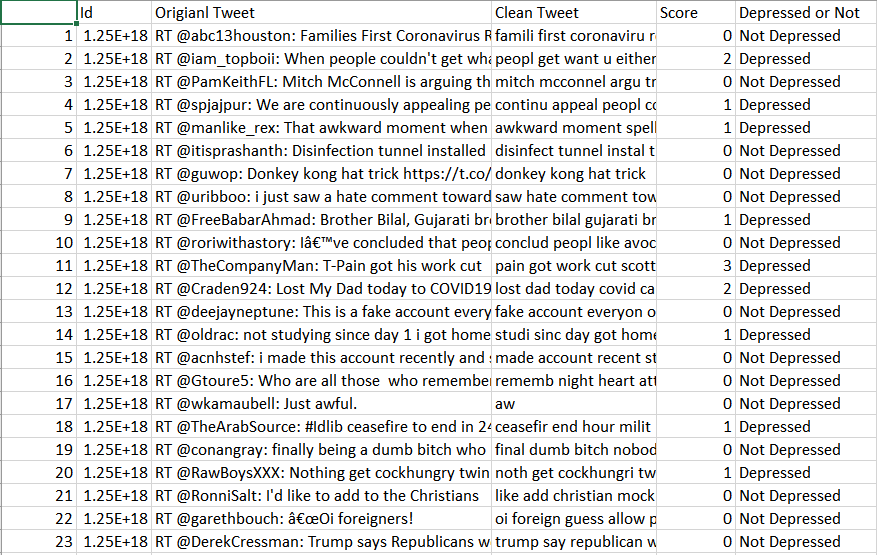 Id Origianl Tweet Clean Tweet Score Depressed or Not
1 1.25E+18 RT @abc13houston: Families First Coronavirus R famili first coronaviru r 0 Not Depressed
2 1.25E+18 RT @iam_topboii: When people couldn't get wha peopl get want u either 2 Depressed
3 1.25E+18 RT @PamKeithFL: Mitch McConnell is arguing th mitch mcconnel argu tr 0 Not Depressed
4 1.25E+18 RT @spjajpur: We are continuously appealing pe continu appeal peopl co 1 Depressed
5 1.25E+18 RT @manlike_rex: That awkward moment when awkward moment spell 1 Depressed
6 1.25E+18 RT @itisprashanth: Disinfection tunnel installed disinfect tunnel instal t 0 Not Depressed
7 1.25E+18 RT @guwop: Donkey kong hat trick https://t.co/ donkey kong hat trick 0 Not Depressed
8 1.25E+18 RT @uribboo: i just saw a hate comment toward saw hate comment tow 0 Not Depressed
9 1.25E+18 RT @FreeBabarAhmad: Brother Bilal, Gujarati bro brother bilal gujarati br 1 Depressed
10 1.25E+18 RT @roriwithastory: Iâ€™ve concluded that peop conclud peopl like avoc 0 Not Depressed
11 1.25E+18 RT @TheCompanyMan: T-Pain got his work cut pain got work cut scott 3 Depressed
12 1.25E+18 RT @Craden924: Lost My Dad today to COVID19 lost dad today covid ca 2 Depressed
13 1.25E+18 RT @deejayneptune: This is a fake account every fake account everyon o 0 Not Depressed
14 1.25E+18 RT @oldrac: not studying since day 1 i got home studi sinc day got home 1 Depressed
15 1.25E+18 RT @acnhstef: i made this account recently and s made account recent st 0 Not Depressed
16 1.25E+18 RT @Gtoure5: Who are all those who remember rememb night heart att 0 Not Depressed
17 1.25E+18 RT @wkamaubell: Just awful. aw 0 Not Depressed
18 1.25E+18 RT @TheArabSource: #Idlib ceasefire to end in 24 ceasefir end hour milit 1 Depressed
19 1.25E+18 RT @conangray: finally being a dumb bitch who final dumb bitch nobod 0 Not Depressed
20 1.25E+18 RT @RawBoysXXX: Nothing get cockhungry twin noth get cockhungri tw 1 Depressed
21 1.25E+18 RT @RonniSalt: I'd like to add to the Christians like add christian mock 0 Not Depressed
22 1.25E+18 RT @garethbouch: â€œOi foreigners! oi foreign guess allow p 0 Not Depressed
23 1.25E+18 RT @DerekCressman: Trump says Republicans w trump say republican w 0 Not Depressed